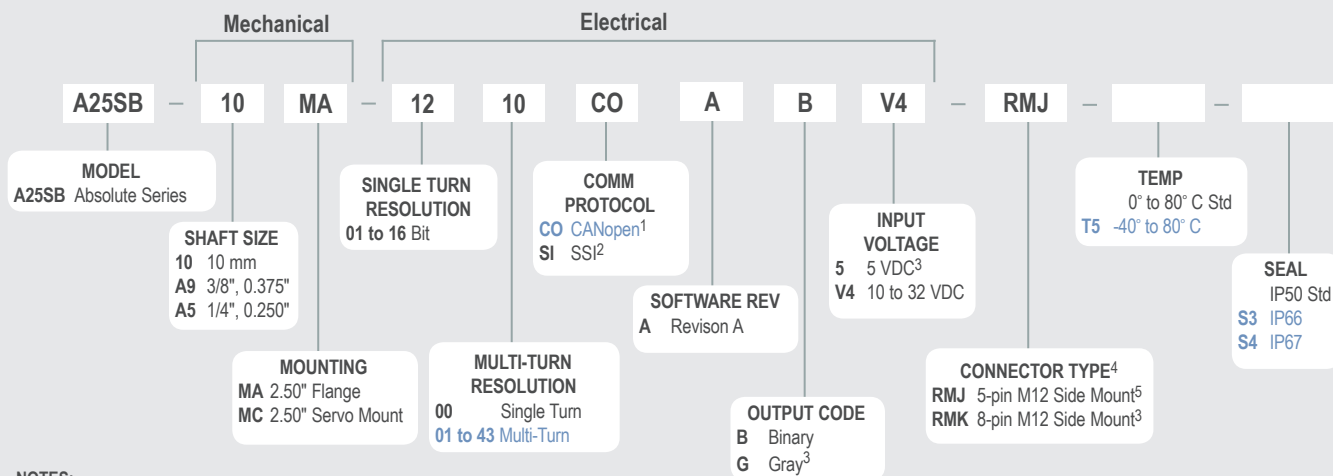 Mechanical
Electrical
A25SB – 10 MA – 12 10 CO A B V4 – RMJ – –
MODEL
A25SB Absolute Series
SHAFT SIZE
10 10 mm
A9 3/8", 0.375"
A5 1/4", 0.250"
MOUNTING
MA 2.50" Flange
MC 2.50" Servo Mount
SINGLE TURN
RESOLUTION
01 to 16 Bit
MULTI-TURN
RESOLUTION
00 Single Turn
01 to 43 Multi-Turn
COMM
PROTOCOL
CO CANopen1
SI SSI2
SOFTWARE REV
A Revison A
OUTPUT CODE
B Binary
G Gray3
INPUT
VOLTAGE
5 5 VDC3
V4 10 to 32 VDC
CONNECTOR TYPE4
RMJ 5-pin M12 Side Mount5
RMK 8-pin M12 Side Mount3
TEMP
0° to 80° C Std
T5 -40° to 80° C
SEAL
IP50 Std
S3 IP66
S4 IP67
NOTES: